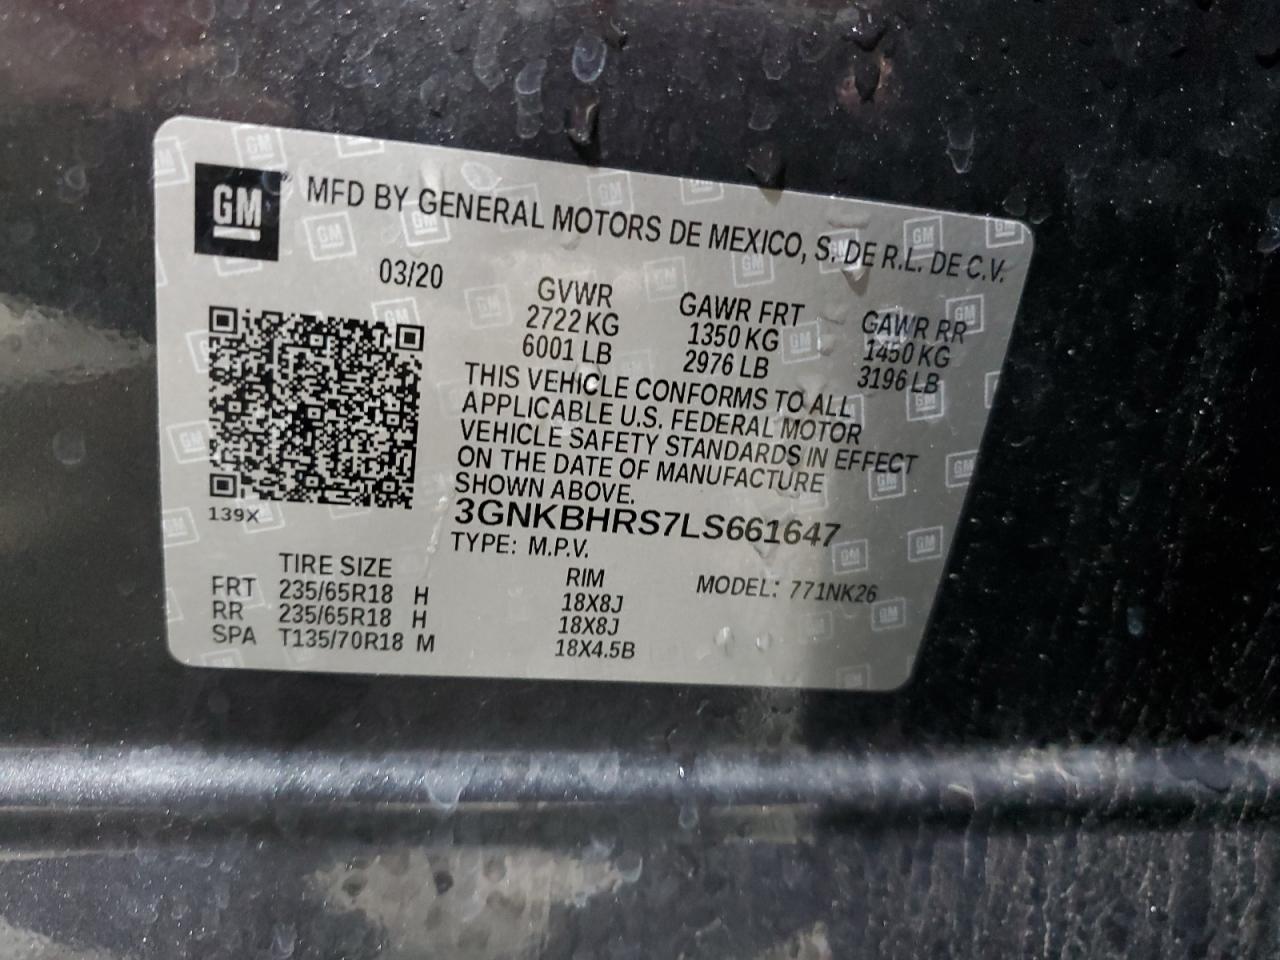 GM® MFD BY GENERAL MOTORS DE MEXICO, S. DE R.L. DE C.V.
03/20
GVWR GAWR FRT GAWR RR
2722 KG 1350 KG 1450 KG
6001 LB 2976 LB 3196 LB
THIS VEHICLE CONFORMS TO ALL
APPLICABLE U.S. FEDERAL MOTOR
VEHICLE SAFETY STANDARDS IN EFFECT
ON THE DATE OF MANUFACTURE
SHOWN ABOVE.
139X
3GNKBHRS7LS661647
TYPE: M.P.V.
TIRE SIZE RIM MODEL: 771NK26
FRT 235/65R18 H 18X8J
RR 235/65R18 H 18X8J
SPA T135/70R18 M 18X4.5B